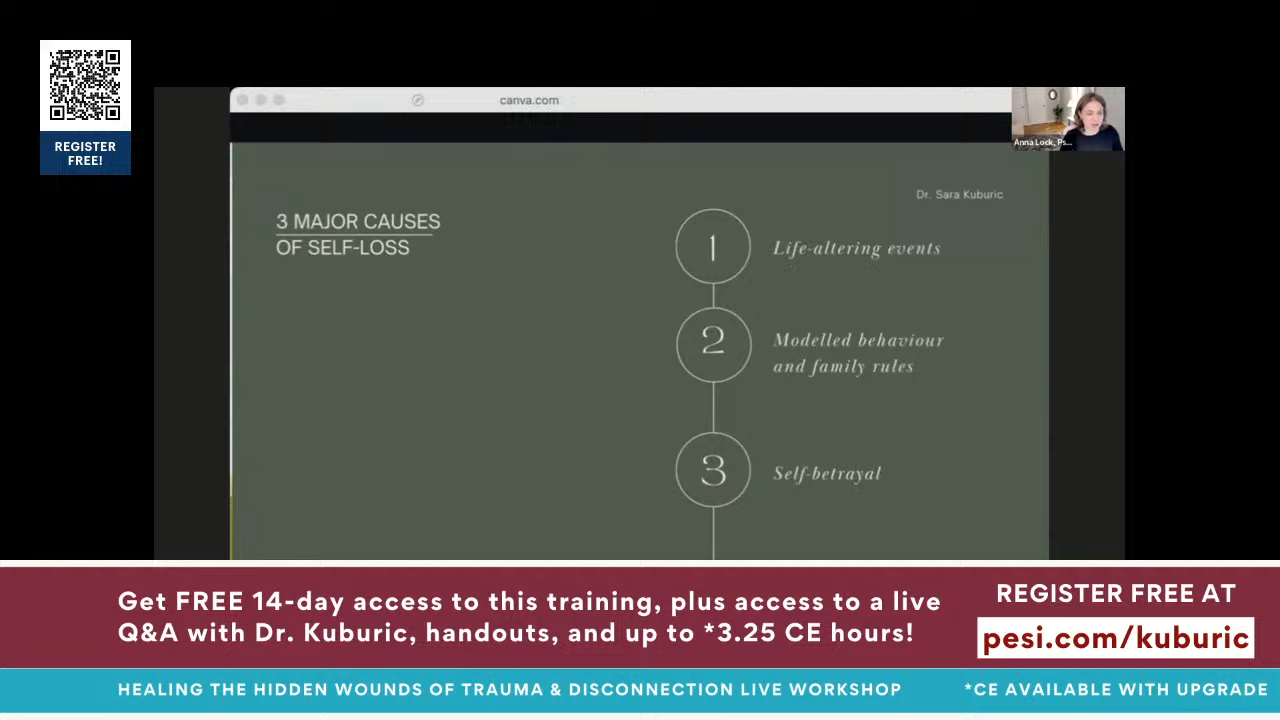 REGISTER
FREE!
canva.com
Anna Lock, Ps...
Dr. Sara Kuburic
3 MAJOR CAUSES
OF SELF-LOSS
1
Life-altering events
2
Modelled behaviour
and family rules
3
Self-betrayal
Get FREE 14-day access to this training, plus access to a live
Q&A with Dr. Kuburic, handouts, and up to *3.25 CE hours!
REGISTER FREE AT
pesi.com/kuburic
HEALING THE HIDDEN WOUNDS OF TRAUMA & DISCONNECTION LIVE WORKSHOP
*CE AVAILABLE WITH UPGRADE